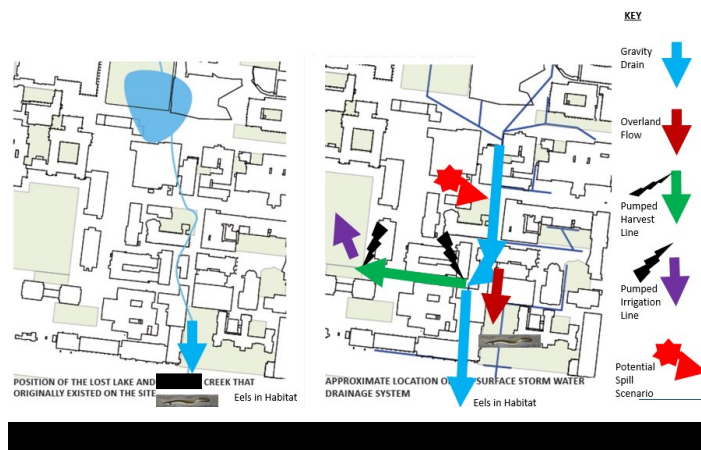 KEY
Gravity
Drain
Overland
Flow
Pumped
Harvest
Line
Pumped
Irrigation
Line
Potential
Spill
Scenario
POSITION OF THE LOST LAKE AND CREEK THAT
ORIGINALLY EXISTED ON THE SITE
Eels in Habitat
APPROXIMATE LOCATION O SURFACE STORM WATER
DRAINAGE SYSTEM
Eels in Habitat